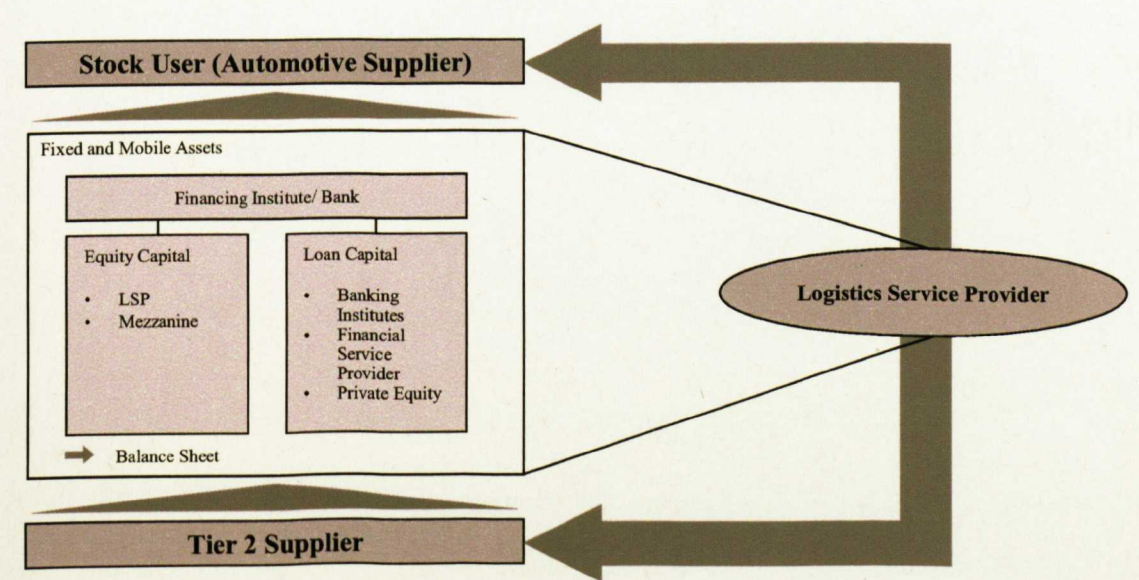 Stock User (Automotive Supplier)
Fixed and Mobile Assets
Financing Institute/ Bank
Equity Capital
• LSP
• Mezzanine
Loan Capital
• Banking
Institutes
• Financial
Service
Provider
• Private Equity
Balance Sheet
Logistics Service Provider
Tier 2 Supplier